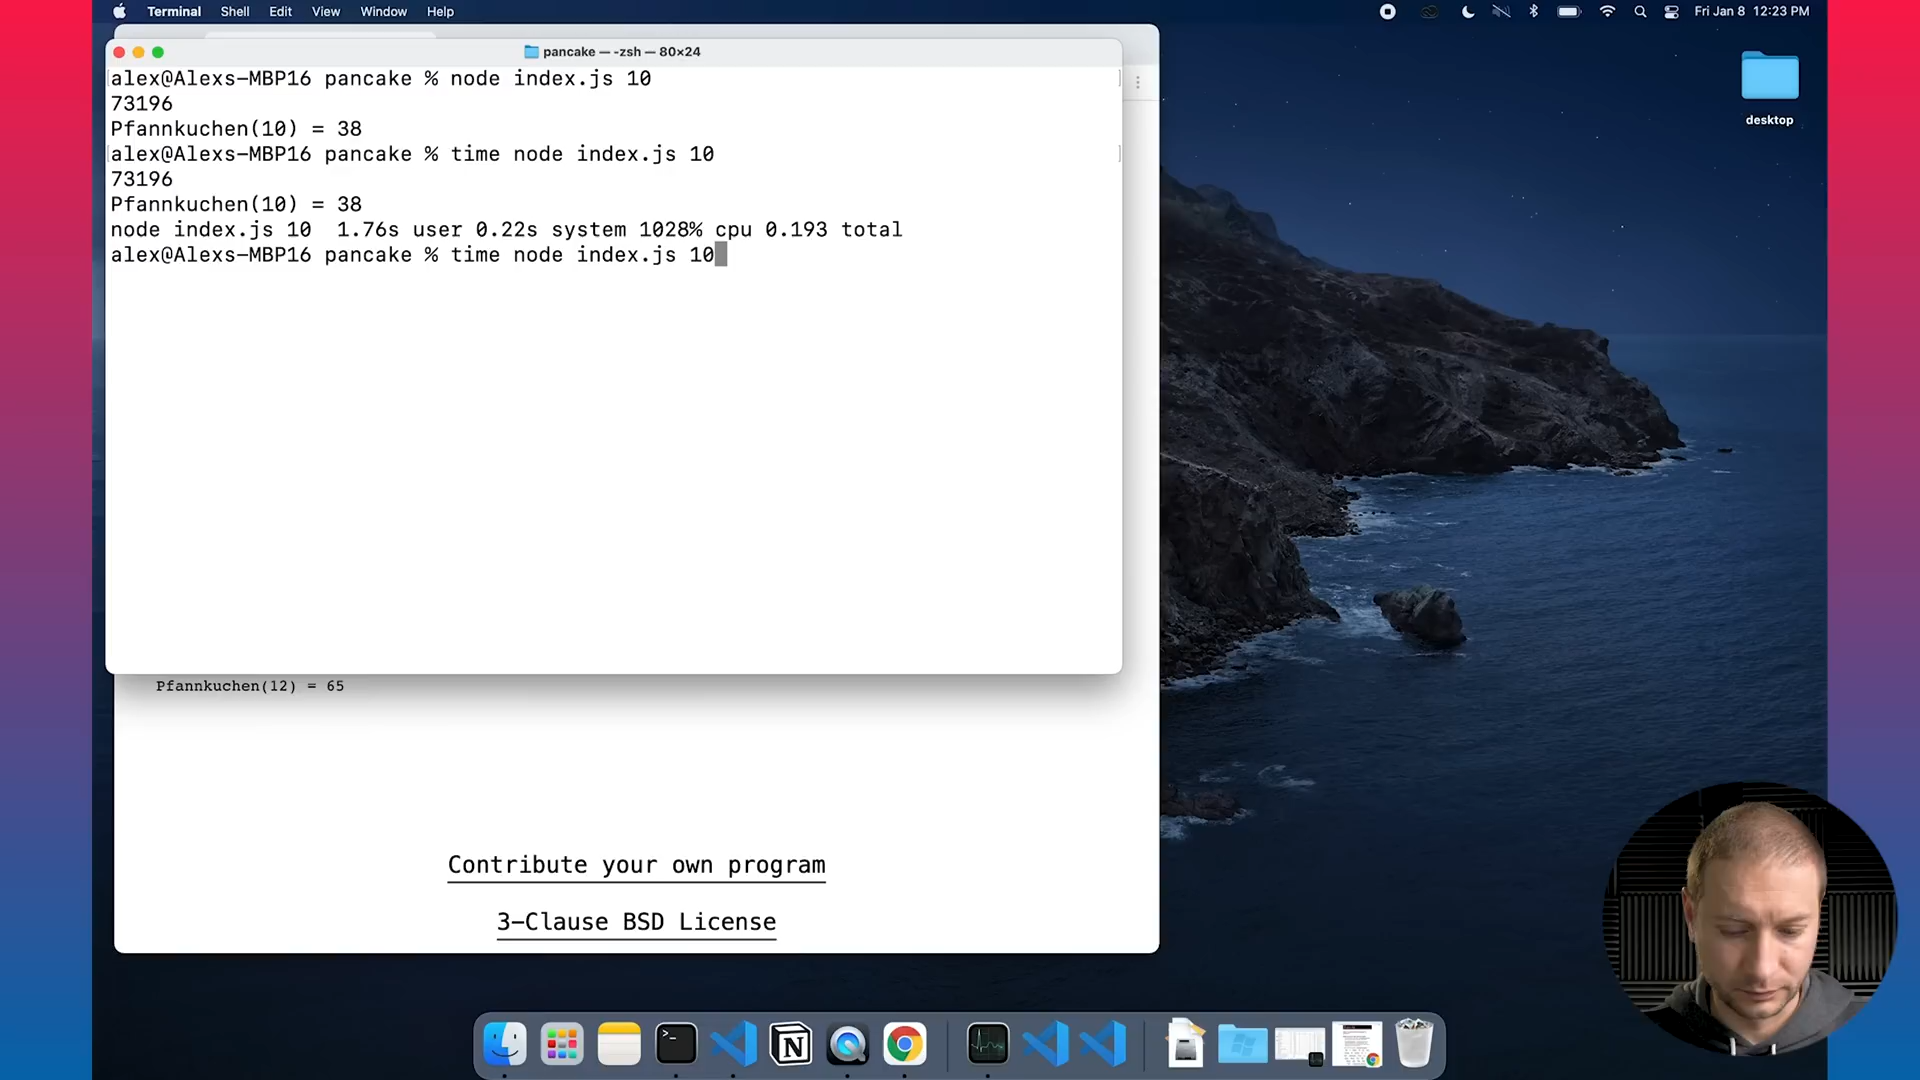 Terminal Shell Edit View Window Help
Fri Jan 8 12:23 PM
pancake — -zsh — 80×24
alex@Alexs-MBP16 pancake % node index.js 10
73196
Pfannkuchen(10) = 38
alex@Alexs-MBP16 pancake % time node index.js 10
73196
Pfannkuchen(10) = 38
node index.js 10  1.76s user 0.22s system 1028% cpu 0.193 total
alex@Alexs-MBP16 pancake % time node index.js 10
desktop
Pfannkuchen(12) = 65
Contribute your own program
3-Clause BSD License